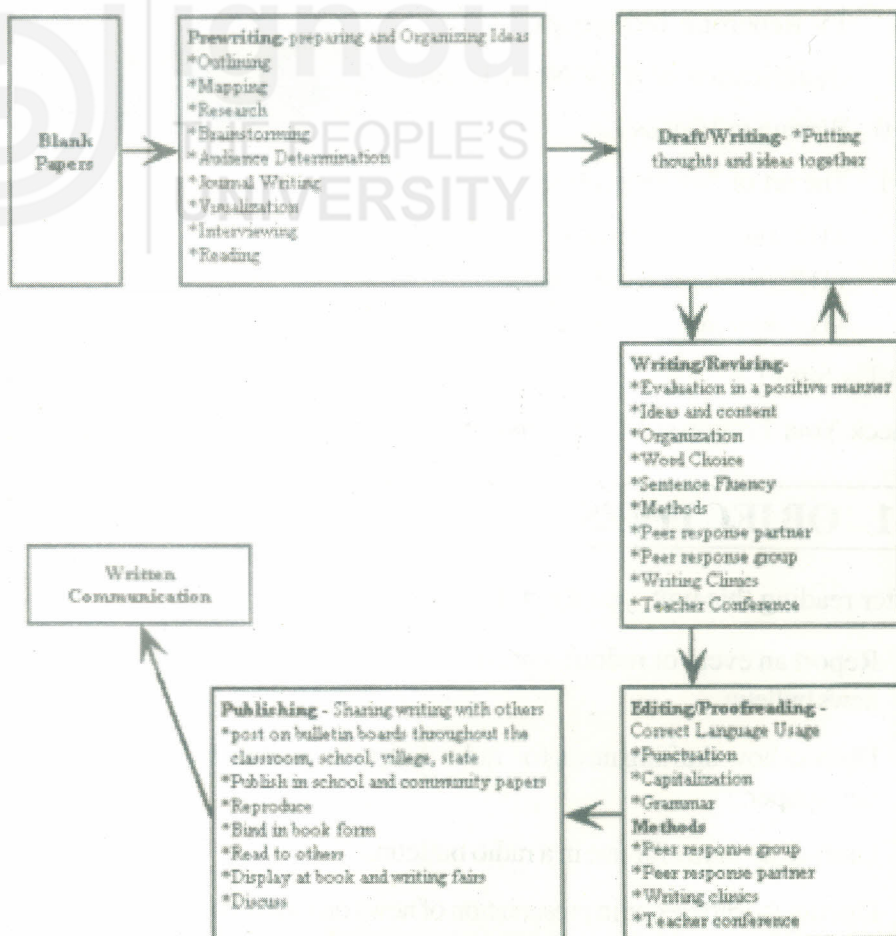 ignou
THE PEOPLE'S
UNIVERSITY
Blank
Papers
Prewriting-preparing and Organizing Ideas
*Outlining
*Mapping
*Research
*Brainstorming
*Audience Determination
*Journal Writing
*Visualization
*Interviewing
*Reading
Draft/Writing- *Putting
thoughts and ideas together
Writing/Revising-
*Evaluation in a positive manner
*Ideas and content
*Organization
*Word Choice
*Sentence Fluency
*Methods
*Peer response partner
*Peer response group
*Writing Clinics
*Teacher Conference
Editing/Proofreading -
Correct Language Usage
*Punctuation
*Capitalization
*Grammar
Methods
*Peer response group
*Peer response partner
*Writing clinics
*Teacher conference
Publishing - Sharing writing with others
*post on bulletin boards throughout the
classroom, school, village, state
*Publish in school and community papers
*Reproduce
*Bind in book form
*Read to others
*Display at book and writing fairs
*Discuss
Written
Communication